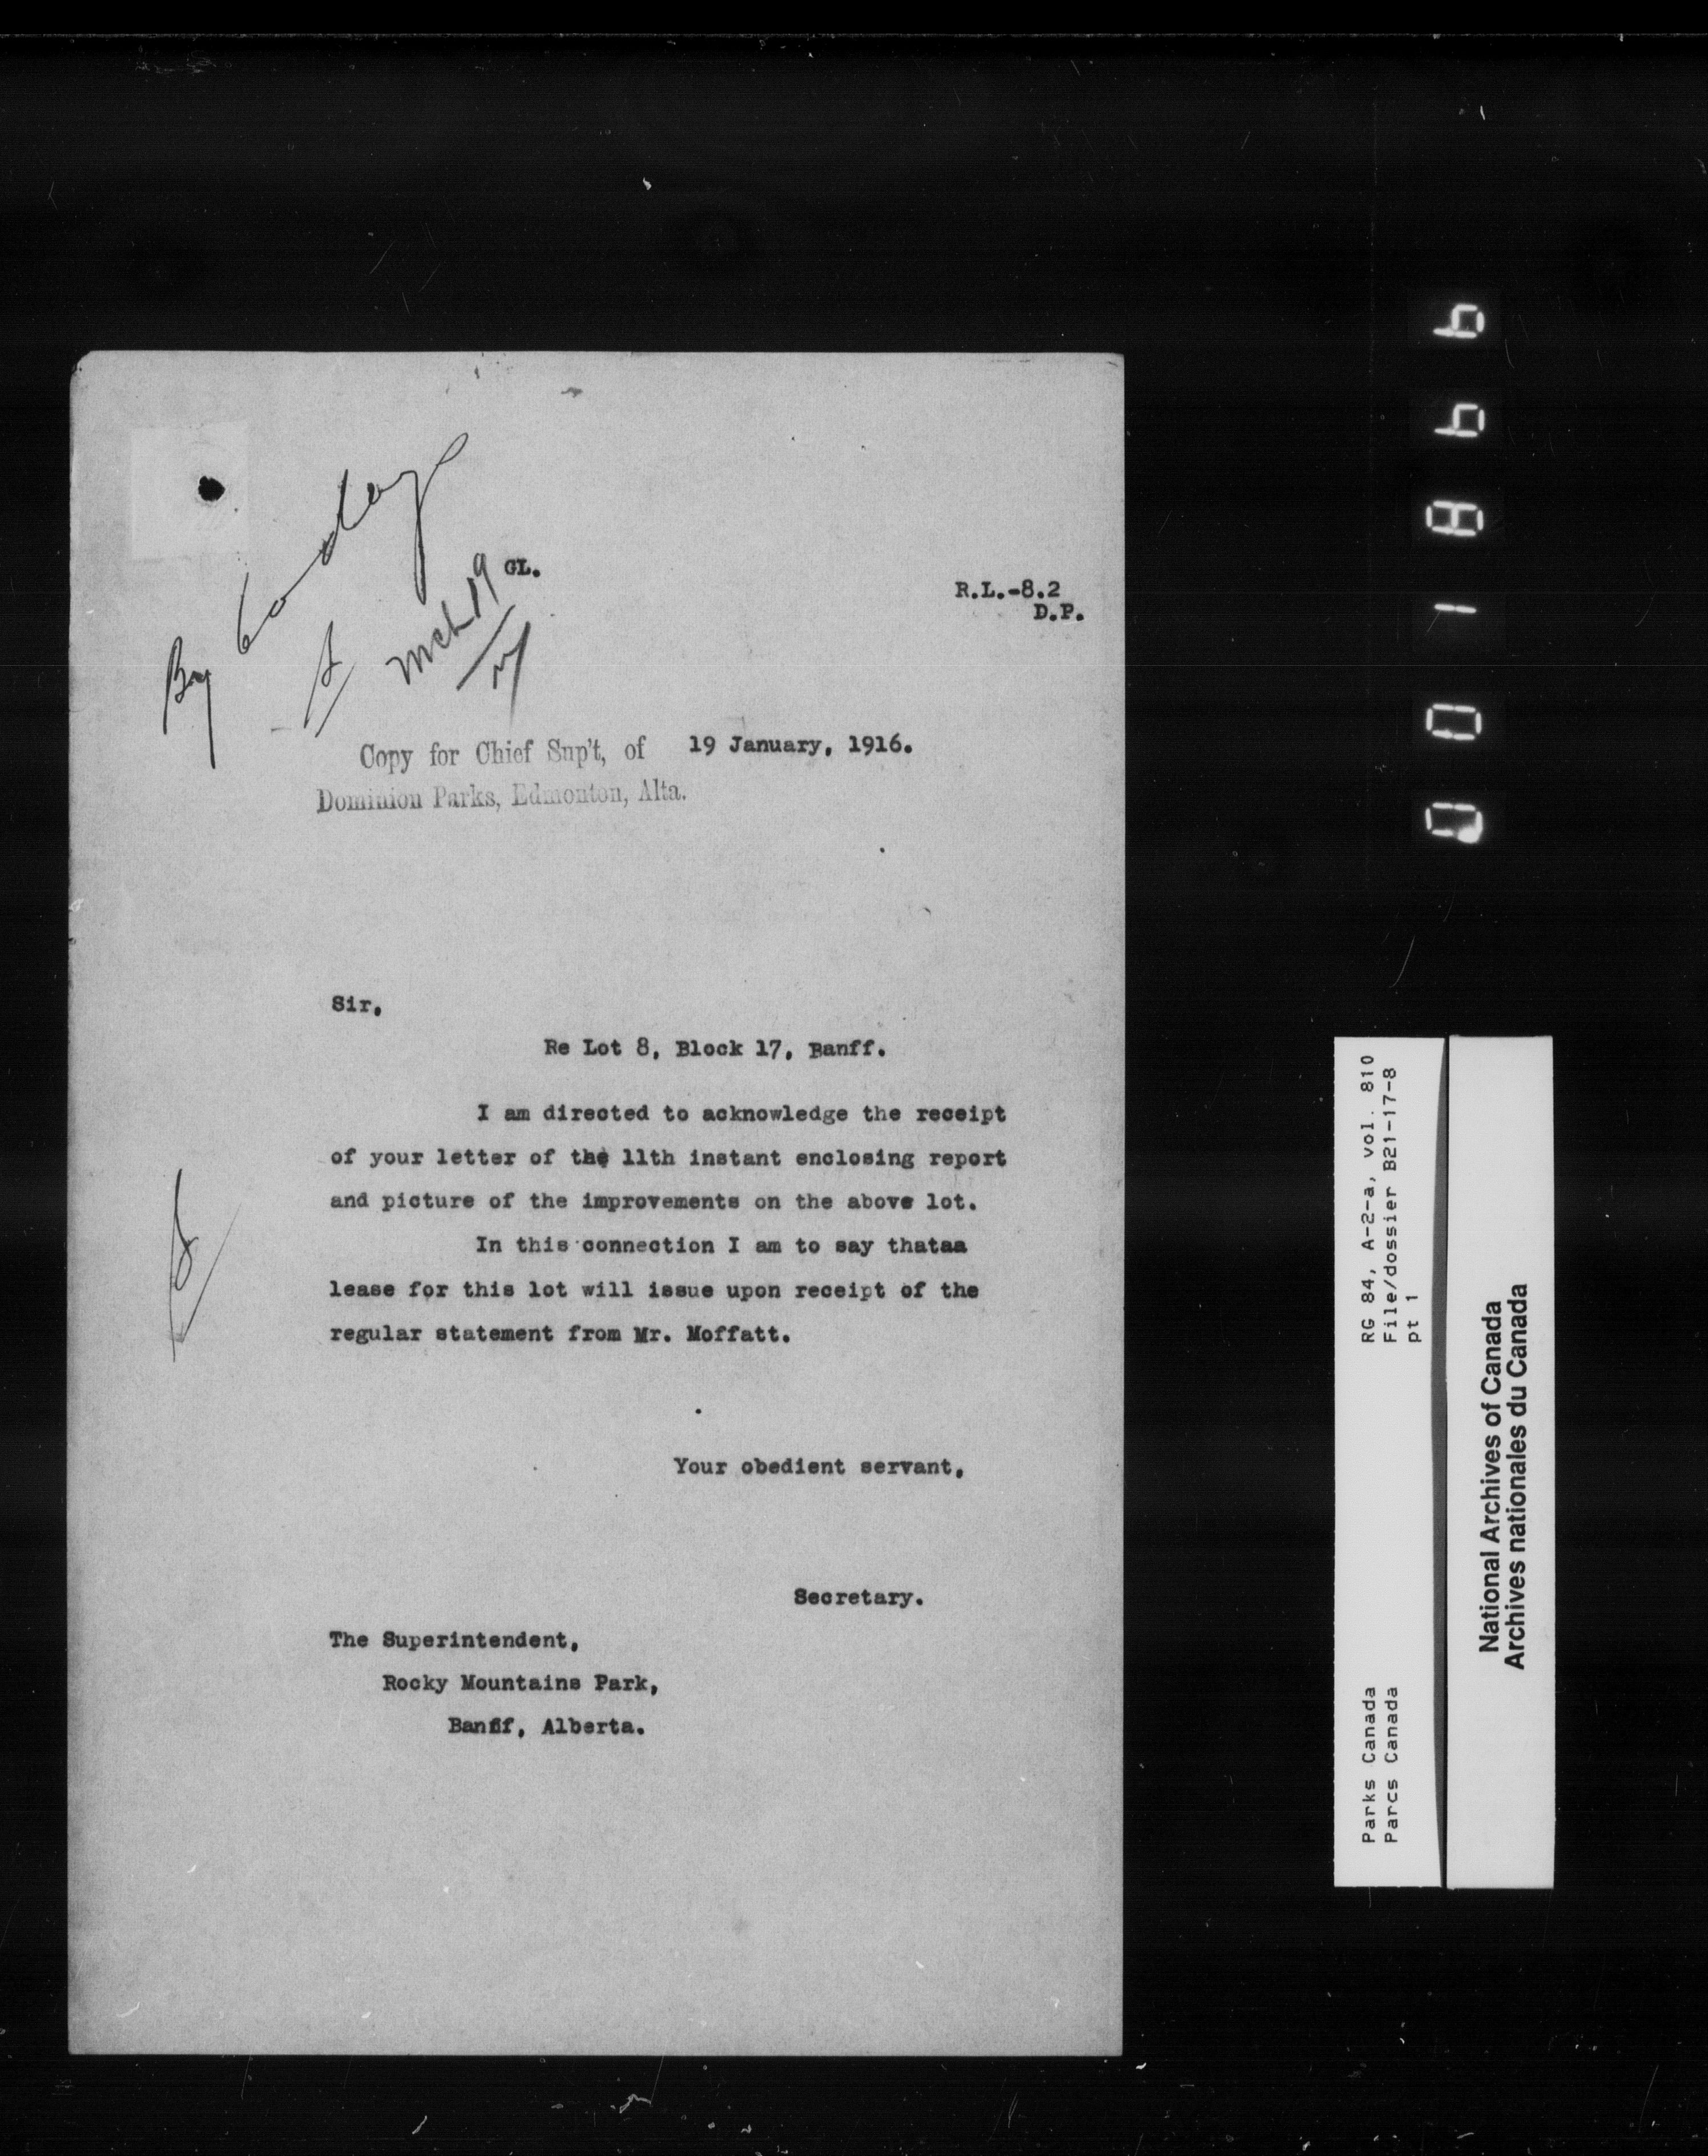 By
Mch 19
GL.
R.L.-8.2
D.P.
Copy for Chief Sup't, of
19 January, 1916.
Dominion Parks, Edmonton, Alta.
Sir,
Re Lot 8, Block 17, Banff.
I am directed to acknowledge the receipt
of your letter of the 11th instant enclosing report
and picture of the improvements on the above lot.
In this connection I am to say thataa
lease for this lot will issue upon receipt of the
regular statement from Mr. Moffatt.
Your obedient servant,
Secretary.
The Superintendent,
Rocky Mountains Park,
Banff, Alberta.
Parks Canada
Parcs Canada
RG 84, A-2-a, vol. 810
File/dossier B21-17-8
pt 1
National Archives of Canada
Archives nationales du Canada